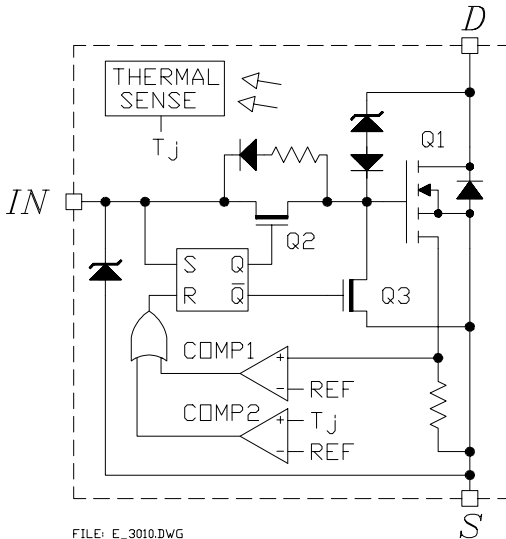 D
THERMAL
SENSE
Tj
Q1
IN
Q2
S Q
R Q̅
Q3
COMP1
+
- REF
COMP2
+ Tj
- REF
S
FILE: E_3010.DWG